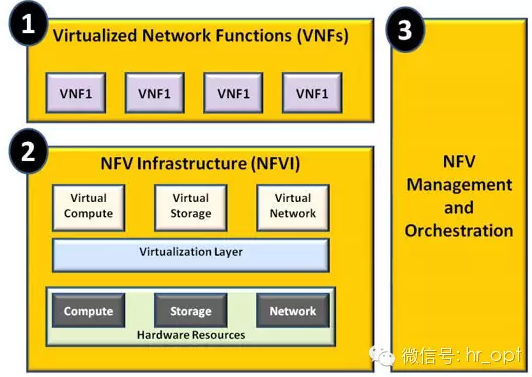 1
Virtualized Network Functions (VNFs)
VNF1 VNF1 VNF1 VNF1
2
NFV Infrastructure (NFVI)
Virtual Compute
Virtual Storage
Virtual Network
Virtualization Layer
Compute Storage Network
Hardware Resources
3
NFV
Management
and
Orchestration
微信号: hr_opt